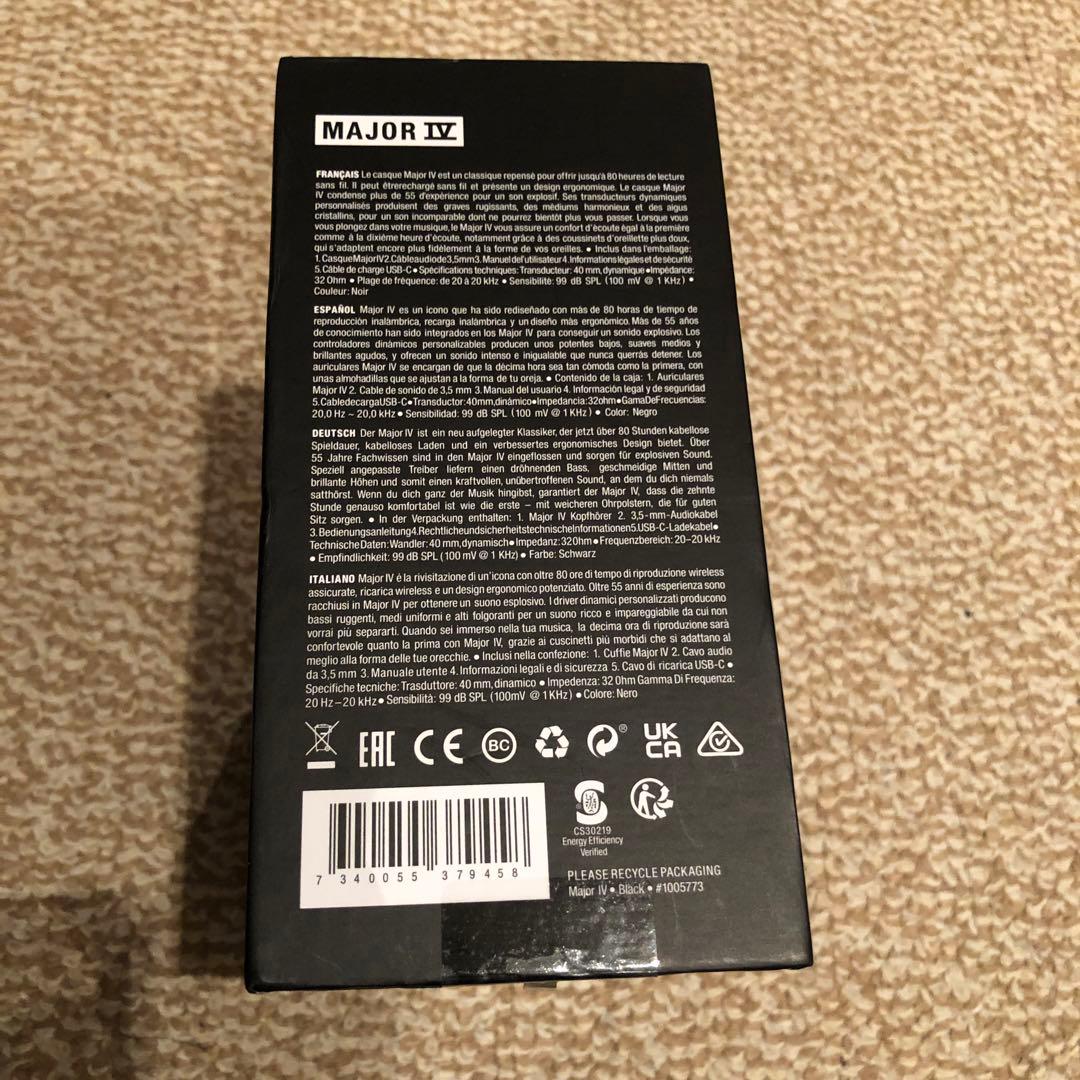 MAJOR IV
FRANÇAIS Le casque Major IV est un classique repensé pour offrir jusqu'à 80 heures de lecture
sans fil. Il peut êtrerechargé sans fil et présente un design ergonomique. Le casque Major
IV condense plus de 55 d'expérience pour un son explosif. Ses transducteurs dynamiques
personnalisés produisent des graves rugissants, des médiums harmonieux et des aigus
cristallins, pour un son incomparable dont ne pourrez bientôt plus vous passer. Lorsque vous
vous plongez dans votre musique, le Major IV vous assure un confort d'écoute égal à la première
comme à la dixième heure d'écoute, notamment grâce à des coussinets d'oreillette plus doux,
qui s'adaptent encore plus fidèlement à la forme de vos oreilles. • Inclus dans l'emballage:
1. CasqueMajorIV2.Câbleaudiode3,5mm3. Manuel de l'utilisateur4. Informations légales et de sécurité
5. Câble de charge USB-C • Spécifications techniques: Transducteur: 40 mm, dynamique • Impédance:
32 Ohm • Plage de fréquence: de 20 à 20 kHz • Sensibilité: 99 dB SPL (100 mV @ 1 KHz) •
Couleur: Noir
ESPAÑOL Major IV es un icono que ha sido rediseñado con más de 80 horas de tiempo de
reproducción inalámbrica, recarga inalámbrica y un diseño más ergonómico. Más de 55 años
de conocimiento han sido integrados en los Major IV para conseguir un sonido explosivo. Los
controladores dinámicos personalizables producen unos potentes bajos, suaves medios y
brillantes agudos, y ofrecen un sonido intenso e inigualable que nunca querrás detener. Los
auriculares Major IV se encargan de que la décima hora sea tan cómoda como la primera, con
unas almohadillas que se ajustan a la forma de tu oreja. • Contenido de la caja: 1. Auriculares
Major IV 2. Cable de sonido de 3,5 mm 3. Manual del usuario 4. Información legal y de seguridad
5.CabledecargaUSB-C•Transductor:40mm,dinámico•Impedancia:32ohm•GamaDeFrecuencias:
20,0 Hz ~ 20,0 kHz • Sensibilidad: 99 dB SPL (100 mV @ 1 KHz) • Color: Negro
DEUTSCH Der Major IV ist ein neu aufgelegter Klassiker, der jetzt über 80 Stunden kabellose
Spieldauer, kabelloses Laden und ein verbessertes ergonomisches Design bietet. Über
55 Jahre Fachwissen sind in den Major IV eingeflossen und sorgen für explosiven Sound.
Speziell angepasste Treiber liefern einen dröhnenden Bass, geschmeidige Mitten und
brillante Höhen und somit einen kraftvollen, unübertroffenen Sound, an dem du dich niemals
satthörst. Wenn du dich ganz der Musik hingibst, garantiert der Major IV, dass die zehnte
Stunde genauso komfortabel ist wie die erste – mit weicheren Ohrpolstern, die für guten
Sitz sorgen. • In der Verpackung enthalten: 1. Major IV Kopfhörer 2. 3,5-mm-Audiokabel
3.Bedienungsanleitung4.RechtlicheundsicherheitstechnischeInformationen5.USB-C-Ladekabel•
Technische Daten: Wandler: 40 mm, dynamisch•Impedanz:32Ohm•Frequenzbereich: 20–20 kHz
• Empfindlichkeit: 99 dB SPL (100 mV @ 1 KHz) • Farbe: Schwarz
ITALIANO Major IV è la rivisitazione di un'icona con oltre 80 ore di tempo di riproduzione wireless
assicurate, ricarica wireless e un design ergonomico potenziato. Oltre 55 anni di esperienza sono
racchiusi in Major IV per ottenere un suono esplosivo. I driver dinamici personalizzati producono
bassi ruggenti, medi uniformi e alti folgoranti per un suono ricco e impareggiabile da cui non
vorrai più separarti. Quando sei immerso nella tua musica, la decima ora di riproduzione sarà
confortevole quanto la prima con Major IV, grazie ai cuscinetti più morbidi che si adattano al
meglio alla forma delle tue orecchie. • Inclusi nella confezione: 1. Cuffie Major IV 2. Cavo audio
da 3,5 mm 3. Manuale utente 4. Informazioni legali e di sicurezza 5. Cavo di ricarica USB-C •
Specifiche tecniche: Trasduttore: 40 mm, dinamico • Impedenza: 32 Ohm Gamma Di Frequenza:
20 Hz–20 kHz • Sensibilità: 99 dB SPL (100mV @ 1KHz) • Colore: Nero
EAC CE BC ® UK
CA
CS30219
Energy Efficiency
Verified
7 340055 379458
PLEASE RECYCLE PACKAGING
Major IV • Black • #1005773